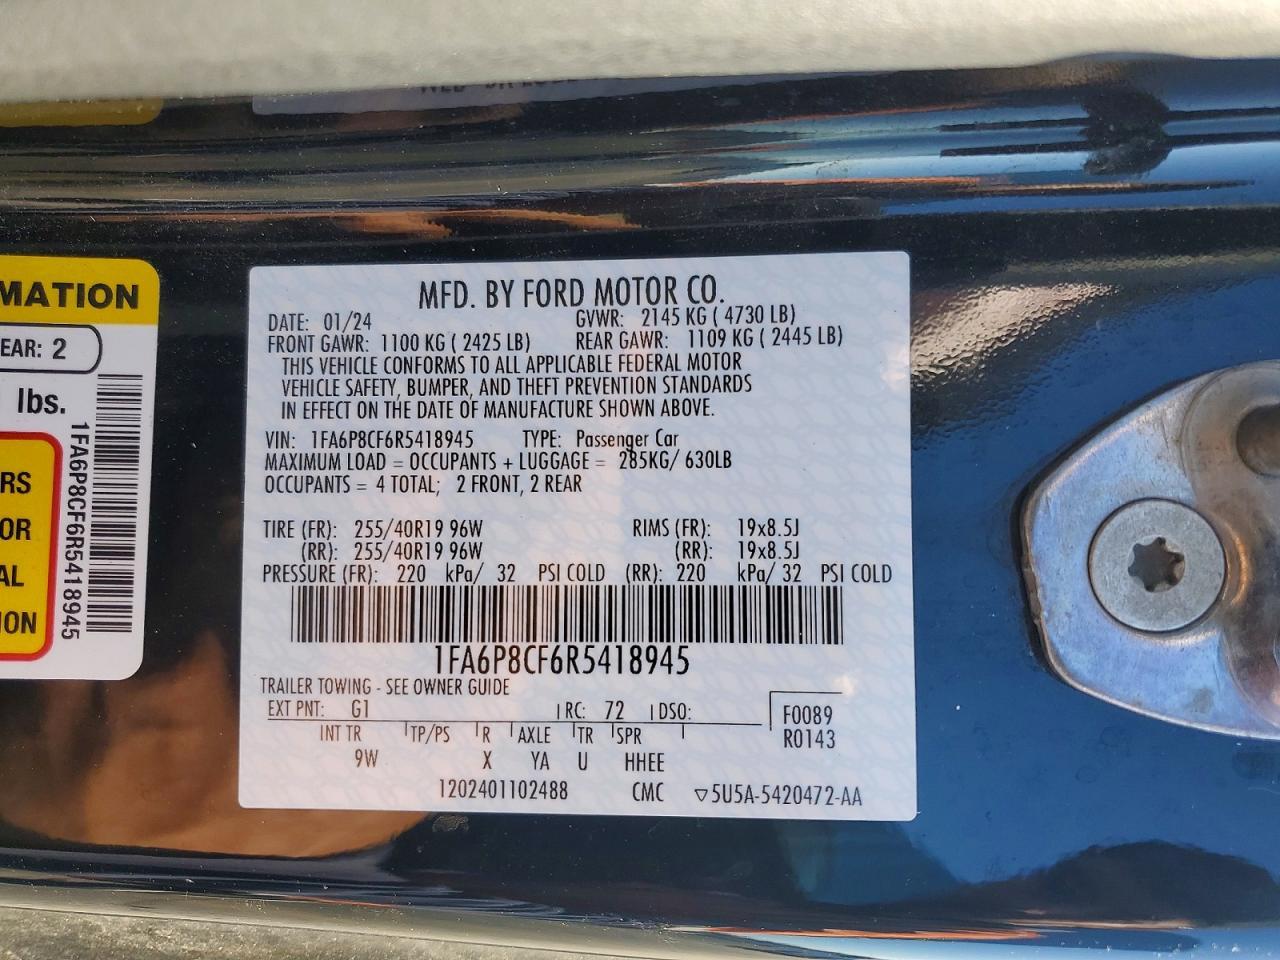 MATION
EAR: 2
lbs.
1FA6P8CF6R5418945
RS
OR
AL
ION
MFD. BY FORD MOTOR CO.
DATE: 01/24 GVWR: 2145 KG ( 4730 LB)
FRONT GAWR: 1100 KG ( 2425 LB) REAR GAWR: 1109 KG ( 2445 LB)
THIS VEHICLE CONFORMS TO ALL APPLICABLE FEDERAL MOTOR
VEHICLE SAFETY, BUMPER, AND THEFT PREVENTION STANDARDS
IN EFFECT ON THE DATE OF MANUFACTURE SHOWN ABOVE.
VIN: 1FA6P8CF6R5418945 TYPE: Passenger Car
MAXIMUM LOAD = OCCUPANTS + LUGGAGE = 285KG/ 630LB
OCCUPANTS = 4 TOTAL; 2 FRONT, 2 REAR
TIRE (FR): 255/40R19 96W RIMS (FR): 19x8.5J
(RR): 255/40R19 96W (RR): 19x8.5J
PRESSURE (FR): 220 kPa/ 32 PSI COLD (RR): 220 kPa/ 32 PSI COLD
1FA6P8CF6R5418945
TRAILER TOWING - SEE OWNER GUIDE
EXT PNT: G1 RC: 72 DSO: F0089
INT TR TP/PS R AXLE TR SPR R0143
9W X YA U HHEE
1202401102488 CMC ▽5U5A-5420472-AA